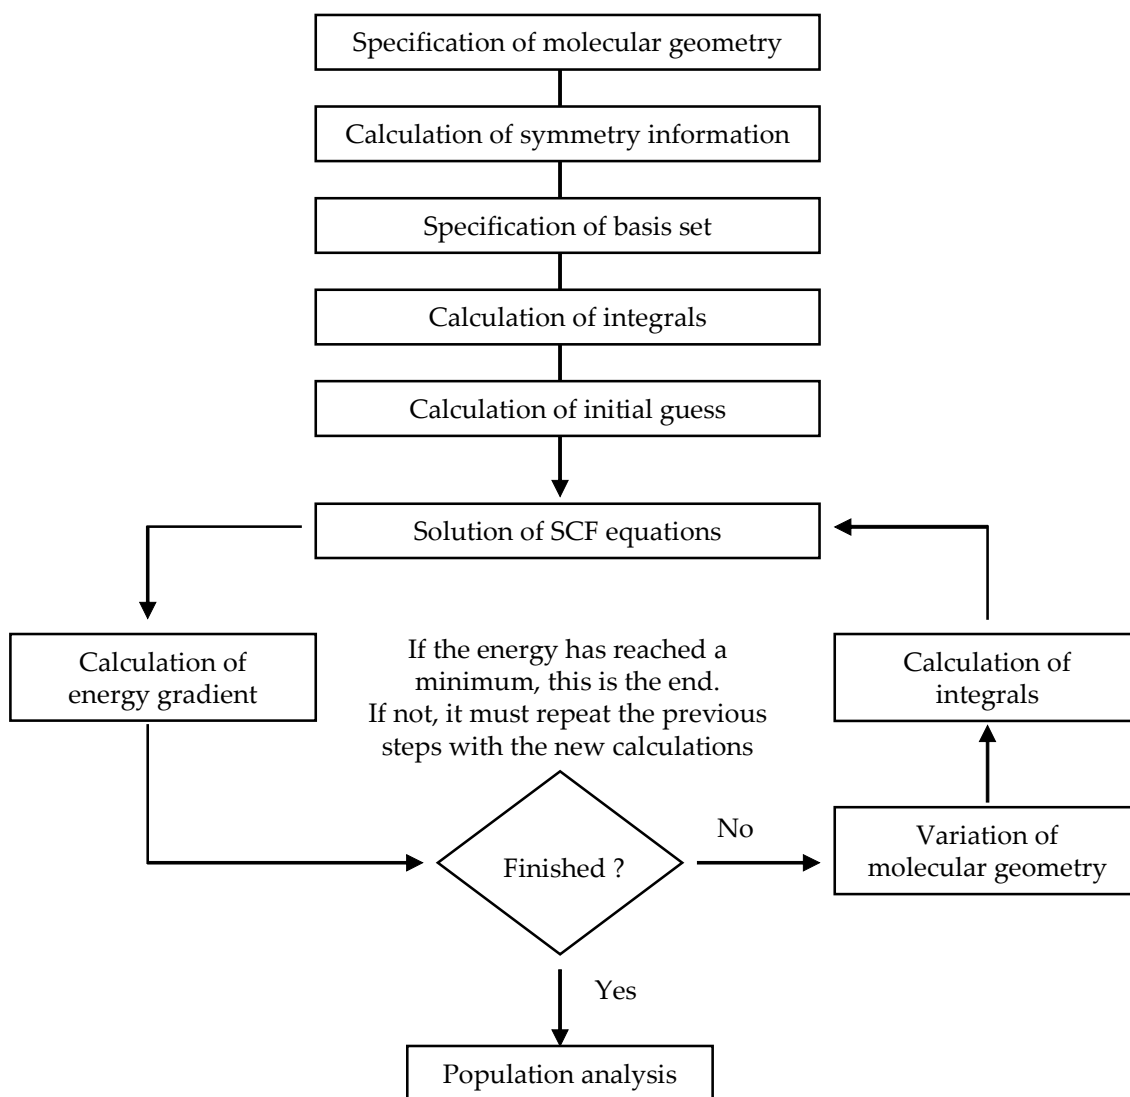 Specification of molecular geometry
Calculation of symmetry information
Specification of basis set
Calculation of integrals
Calculation of initial guess
Solution of SCF equations
Calculation of
energy gradient
If the energy has reached a
minimum, this is the end.
If not, it must repeat the previous
steps with the new calculations
Calculation of
integrals
Finished ?
No
Variation of
molecular geometry
Yes
Population analysis